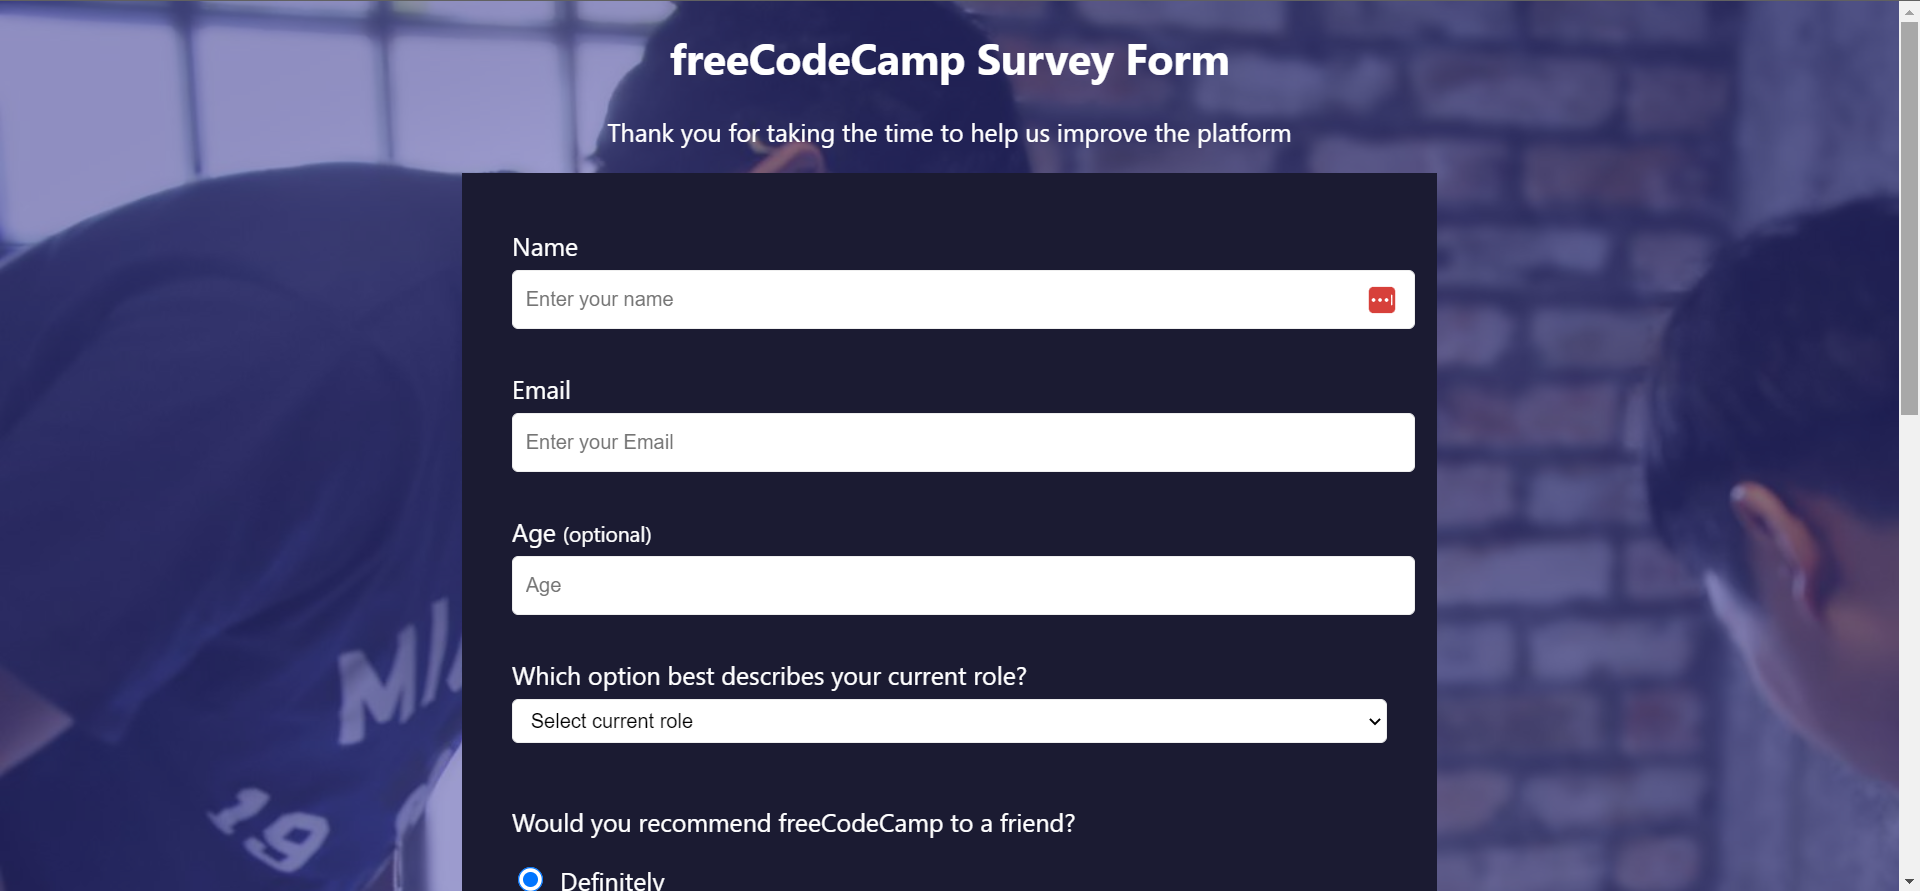 freeCodeCamp Survey Form
Thank you for taking the time to help us improve the platform
Name
Enter your name
Email
Enter your Email
Age (optional)
Age
Which option best describes your current role?
Select current role
Would you recommend freeCodeCamp to a friend?
Definitely
19